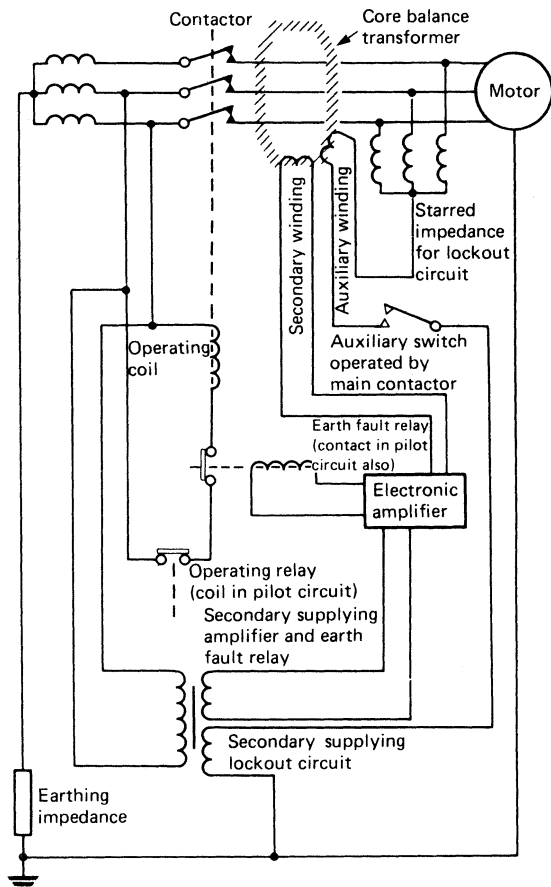 Contactor
Core balance
transformer
Motor
Secondary winding
Auxiliary winding
Starred
impedance
for lockout
circuit
Operating
coil
Auxiliary switch
operated by
main contactor
Earth fault relay
(contact in pilot
circuit also)
Electronic
amplifier
Operating relay
(coil in pilot circuit)
Secondary supplying
amplifier and earth
fault relay
Secondary supplying
lockout circuit
Earthing
impedance